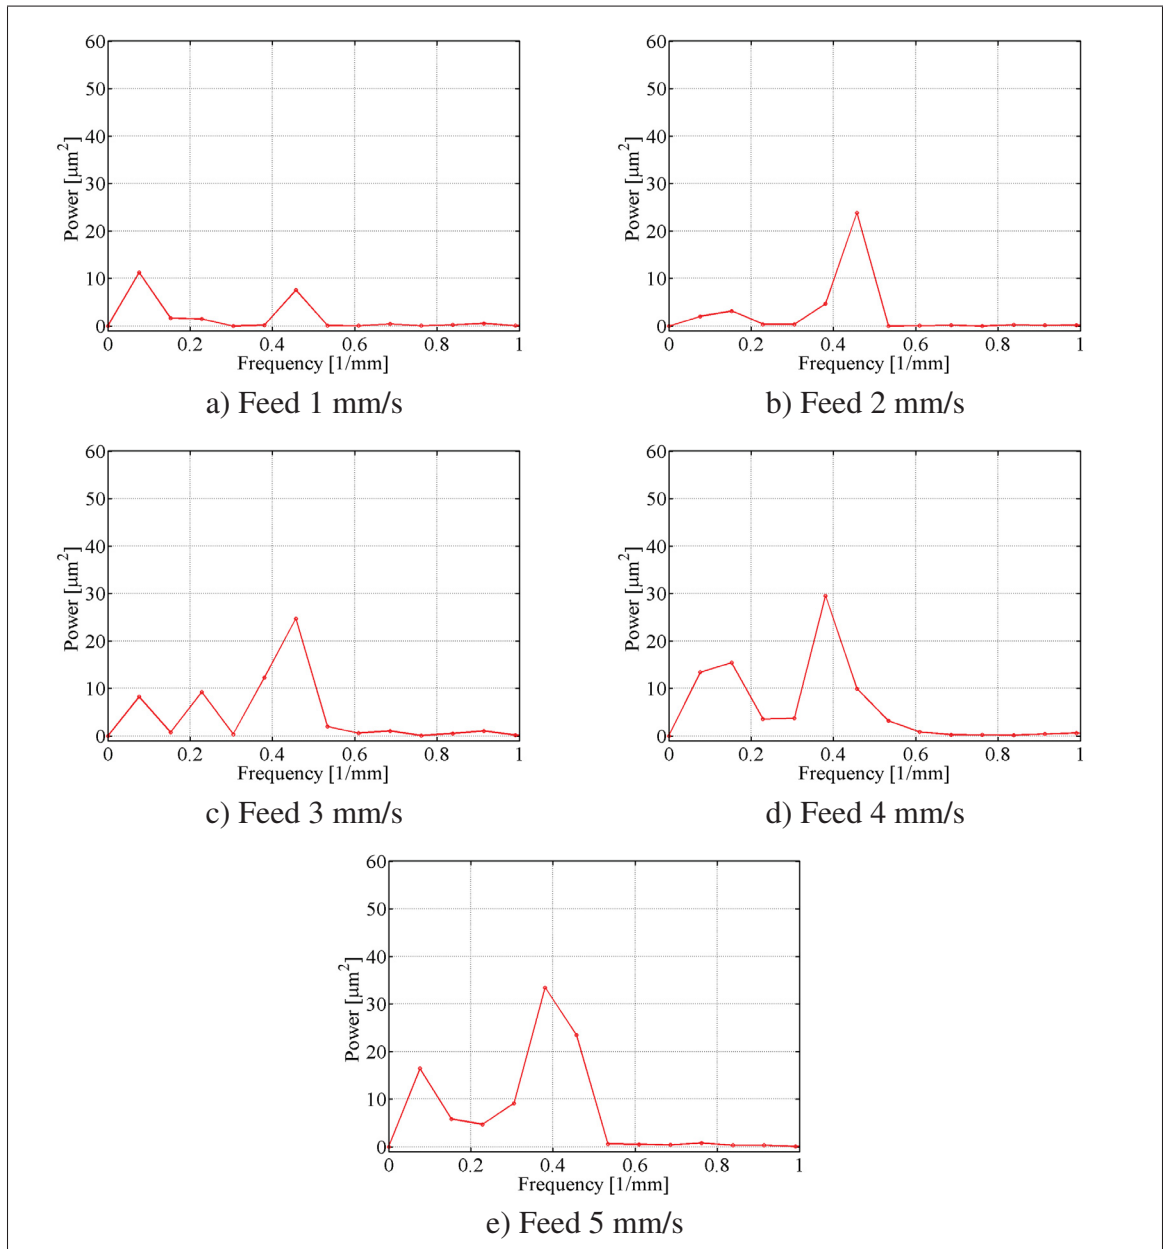 60
50
40
30
20
10
0
Power [μm²]
0 0.2 0.4 0.6 0.8 1
Frequency [1/mm]
a) Feed 1 mm/s
60
50
40
30
20
10
0
Power [μm²]
0 0.2 0.4 0.6 0.8 1
Frequency [1/mm]
b) Feed 2 mm/s
60
50
40
30
20
10
0
Power [μm²]
0 0.2 0.4 0.6 0.8 1
Frequency [1/mm]
c) Feed 3 mm/s
60
50
40
30
20
10
0
Power [μm²]
0 0.2 0.4 0.6 0.8 1
Frequency [1/mm]
d) Feed 4 mm/s
60
50
40
30
20
10
0
Power [μm²]
0 0.2 0.4 0.6 0.8 1
Frequency [1/mm]
e) Feed 5 mm/s